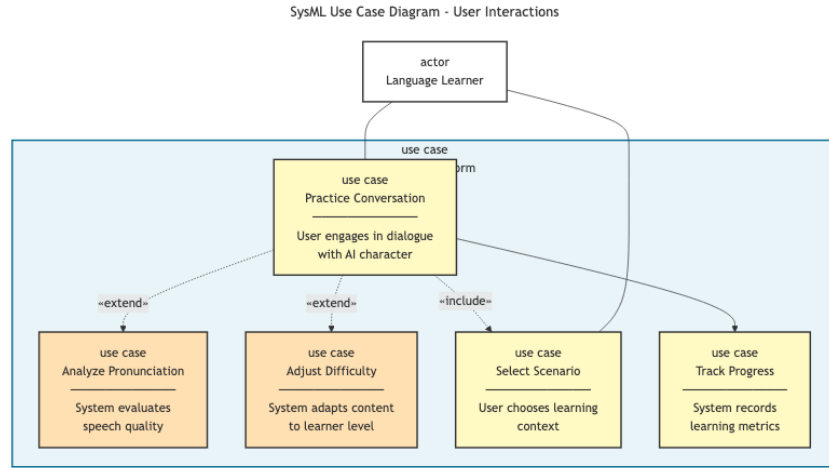 SysML Use Case Diagram - User Interactions
actor
Language Learner
use case
use case
Practice Conversation
User engages in dialogue
with AI character
«extend»
«extend»
«include»
use case
Analyze Pronunciation
System evaluates
speech quality
use case
Adjust Difficulty
System adapts content
to learner level
use case
Select Scenario
User chooses learning
context
use case
Track Progress
System records
learning metrics